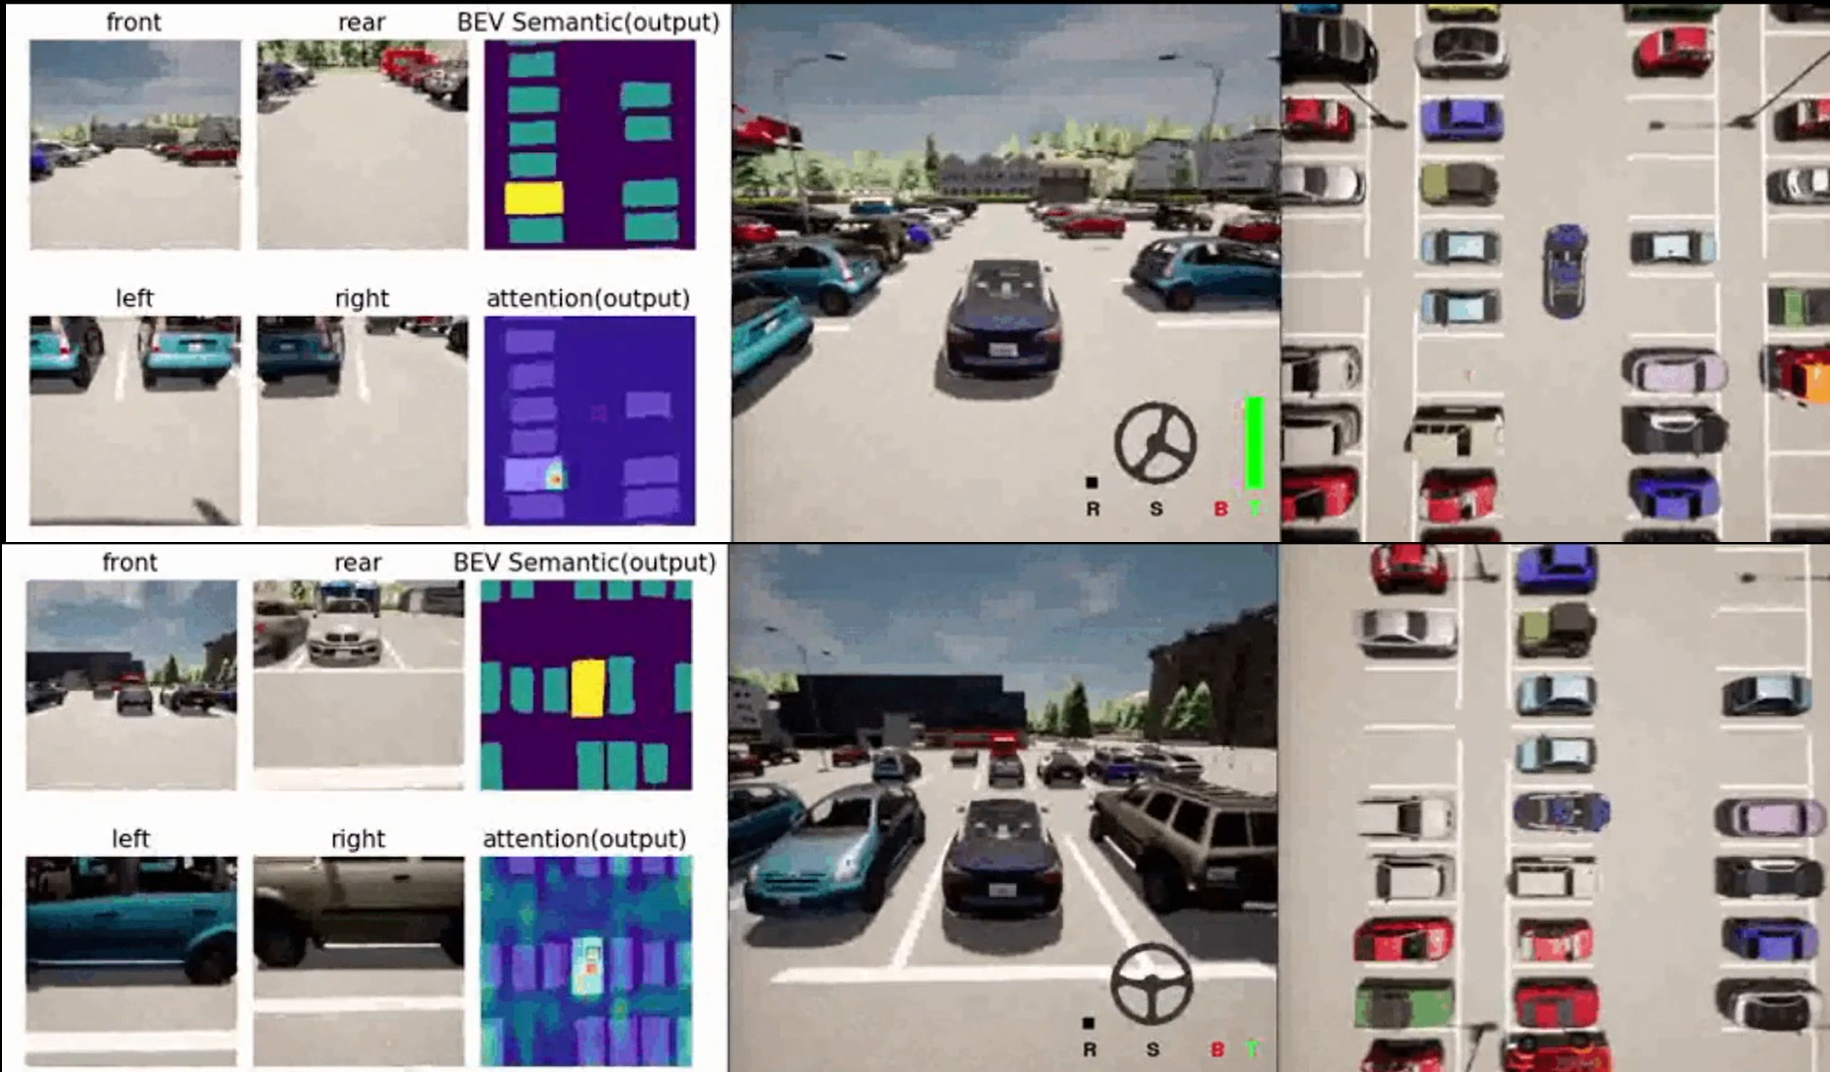 front rear BEV Semantic(output)
left right attention(output)
R S B T
front rear BEV Semantic(output)
left right attention(output)
R S B T